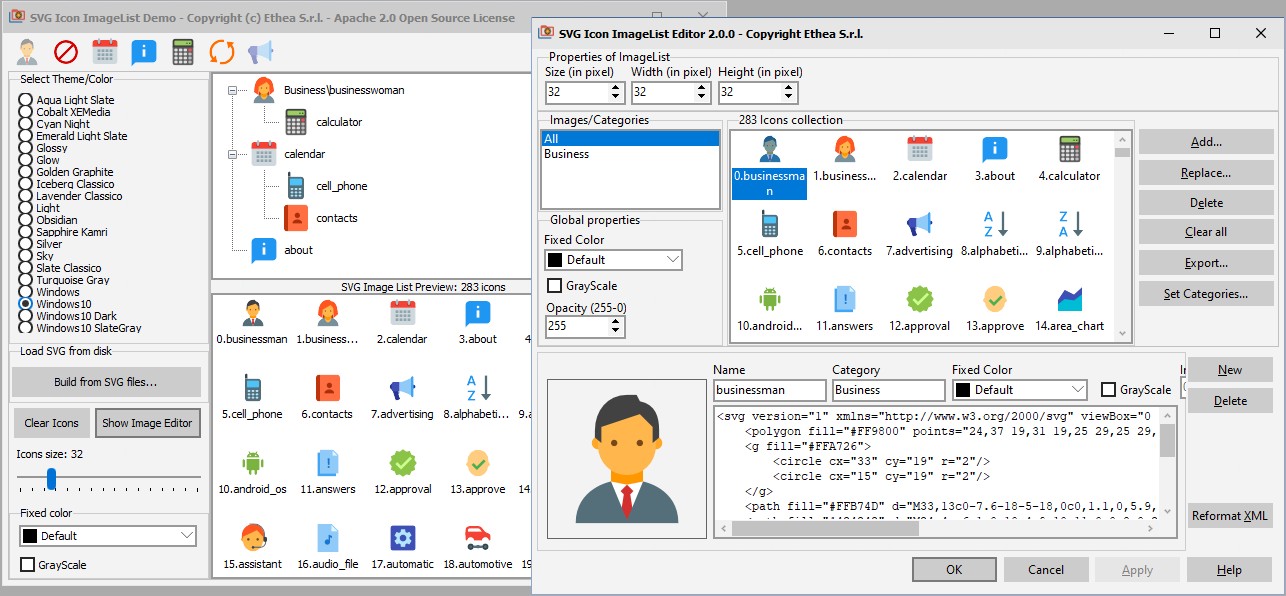 SVG Icon ImageList Demo - Copyright (c) Ethea S.r.l. - Apache 2.0 Open Source License
Select Theme/Color
Aqua Light Slate
Cobalt XEMedia
Cyan Night
Emerald Light Slate
Glossy
Glow
Golden Graphite
Iceberg Classico
Lavender Classico
Light
Obsidian
Sapphire Kamri
Silver
Sky
Slate Classico
Turquoise Gray
Windows
Windows10
Windows10 Dark
Windows10 SlateGray
Load SVG from disk
Build from SVG files...
Clear Icons
Show Image Editor
Icons size: 32
Fixed color
Default
GrayScale
Business\businesswoman
calculator
calendar
cell_phone
contacts
about
SVG Image List Preview: 283 icons
0.businessman
1.business...
2.calendar
3.about
4
5.cell_phone
6.contacts
7.advertising
8.alphabeti...
9.a
10.android_os
11.answers
12.approval
13.approve
14
15.assistant
16.audio_file
17.automatic
18.automotive
19
SVG Icon ImageList Editor 2.0.0 - Copyright Ethea S.r.l.
Properties of ImageList
Size (in pixel)
Width (in pixel)
Height (in pixel)
32
32
32
Images/Categories
All
Business
Global properties
Fixed Color
Default
GrayScale
Opacity (255-0)
255
283 Icons collection
0.businessma
n
1.business...
2.calendar
3.about
4.calculator
5.cell_phone
6.contacts
7.advertising
A
Z
8.alphabeti...
Z
A
9.alphabeti...
10.android...
11.answers
12.approval
13.approve
14.area_chart
Add...
Replace...
Delete
Clear all
Export...
Set Categories...
Name
Category
Fixed Color
businessman
Business
Default
GrayScale
<svg version="1" xmlns="http://www.w3.org/2000/svg" viewBox="0
<polygon fill="#FF9800" points="24,37 19,31 19,25 29,25 29,
<g fill="#FFA726">
<circle cx="33" cy="19" r="2"/>
<circle cx="15" cy="19" r="2"/>
</g>
<path fill="#FFB74D" d="M33,13c0-7.6-18-5-18,0c0,1.1,0,5.9,
New
Delete
Reformat XML
OK
Cancel
Apply
Help